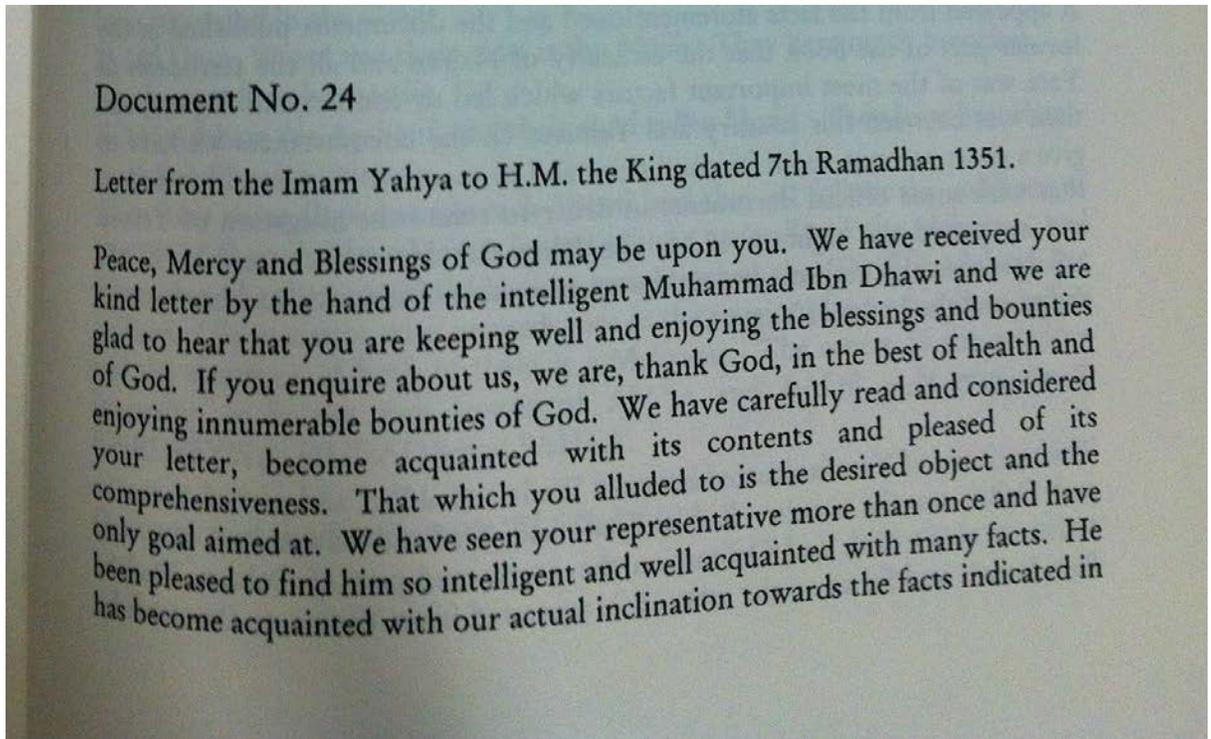 Document No. 24
Letter from the Imam Yahya to H.M. the King dated 7th Ramadhan 1351.
Peace, Mercy and Blessings of God may be upon you. We have received your
kind letter by the hand of the intelligent Muhammad Ibn Dhawi and we are
glad to hear that you are keeping well and enjoying the blessings and bounties
of God. If you enquire about us, we are, thank God, in the best of health and
enjoying innumerable bounties of God. We have carefully read and considered
your letter, become acquainted with its contents and pleased of its
comprehensiveness. That which you alluded to is the desired object and the
only goal aimed at. We have seen your representative more than once and have
been pleased to find him so intelligent and well acquainted with many facts. He
has become acquainted with our actual inclination towards the facts indicated in